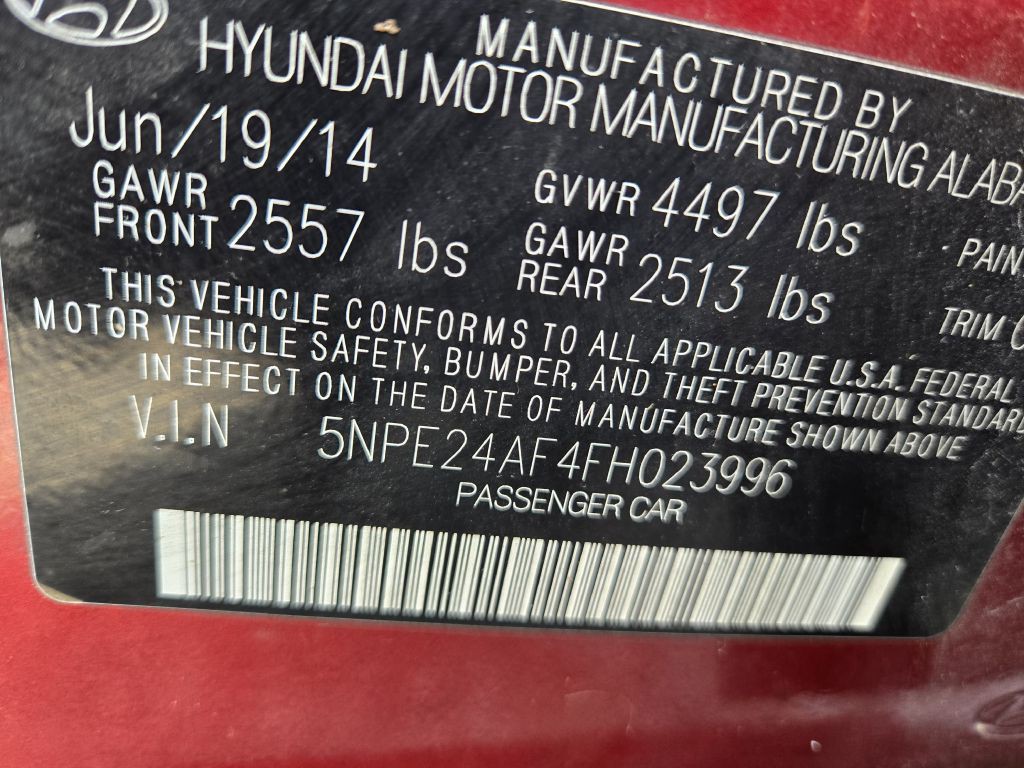 MANUFACTURED BY
HYUNDAI MOTOR MANUFACTURING
Jun/19/14
GVWR 4497 lbs
GAWR FRONT 2557 lbs
GAWR REAR 2513 lbs
TRIM
THIS VEHICLE CONFORMS TO ALL APPLICABLE U.S.A. FEDERAL
MOTOR VEHICLE SAFETY, BUMPER, AND THEFT PREVENTION
IN EFFECT ON THE DATE OF MANUFACTURE SHOWN ABOVE
V.I.N 5NPE24AF4FH023996
PASSENGER CAR